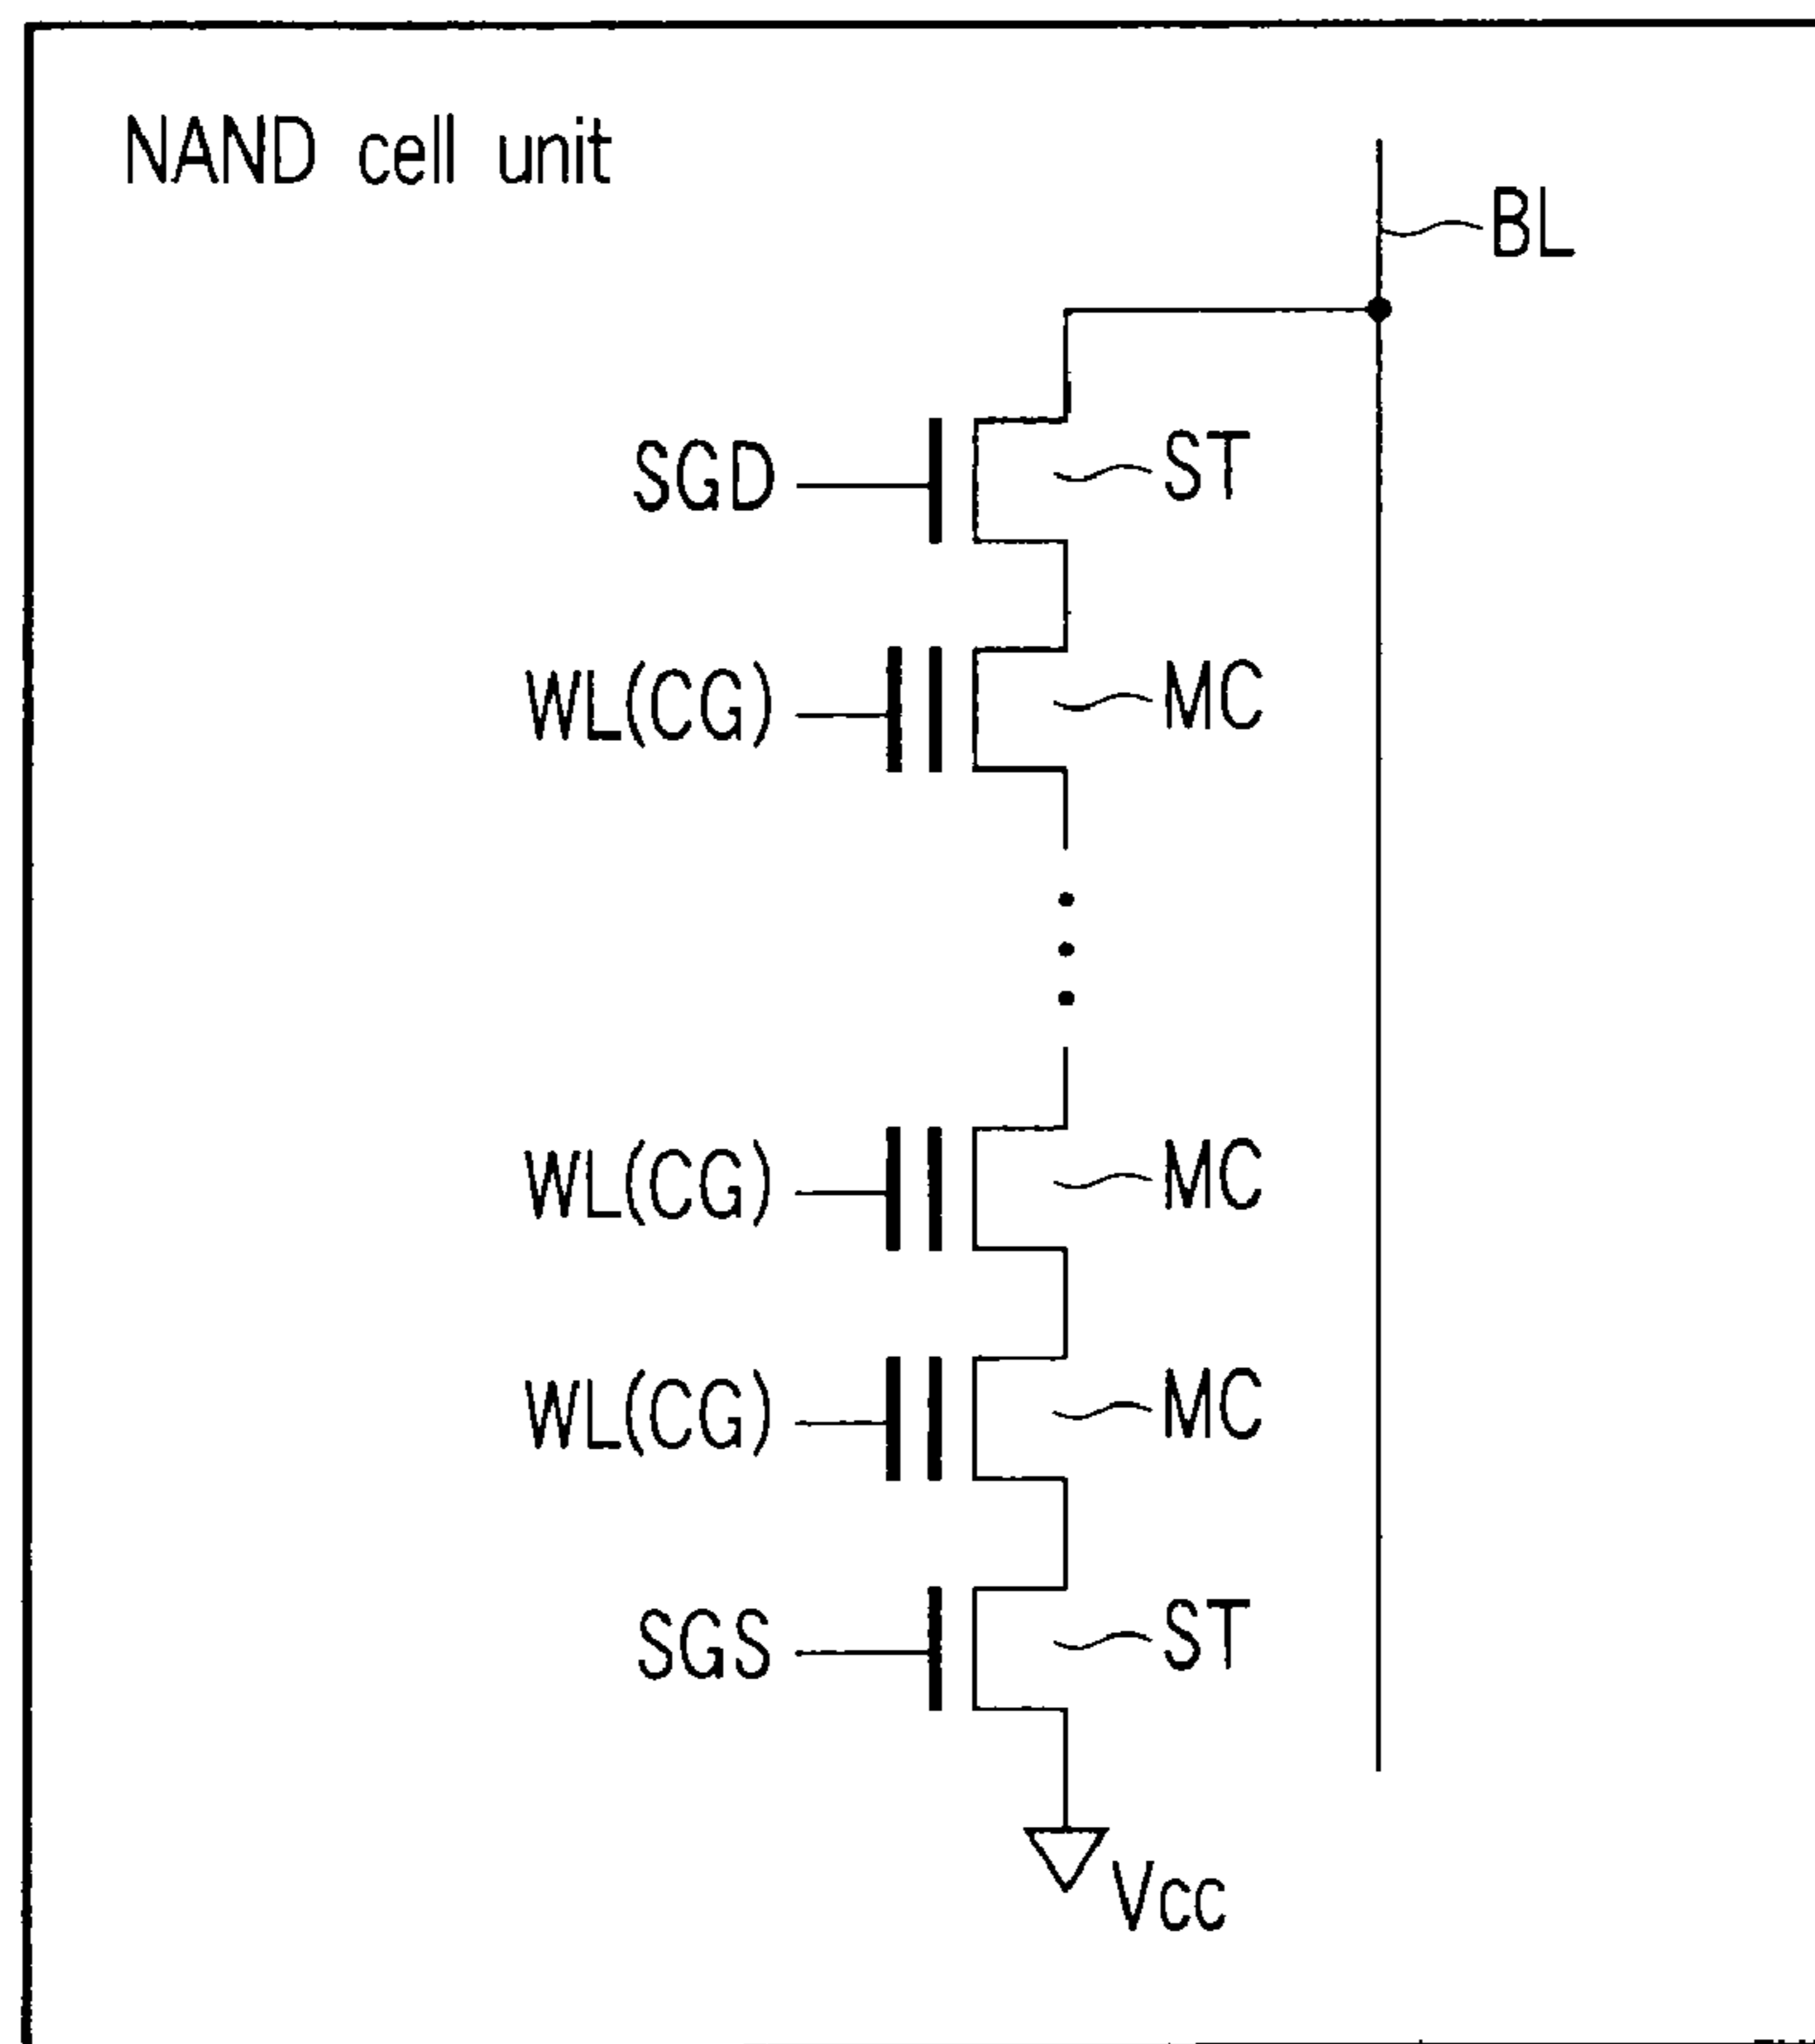 NAND cell unit
BL
SGD ST
WL(CG) MC
WL(CG) MC
WL(CG) MC
SGS ST
Vcc